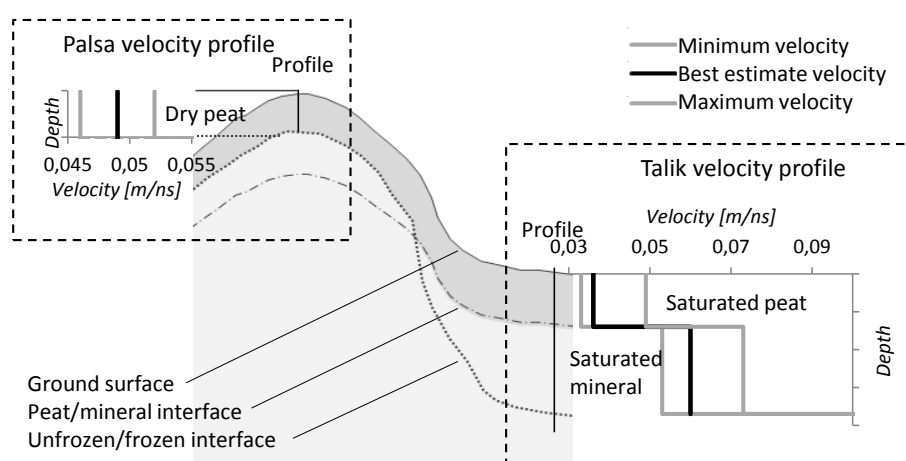 Palsa velocity profile
Profile
Depth
Dry peat
0,045
0,05
0,055
Velocity [m/ns]
Minimum velocity
Best estimate velocity
Maximum velocity
Talik velocity profile
Velocity [m/ns]
Profile
0,03
0,05
0,07
0,09
Saturated peat
Saturated
mineral
Depth
Ground surface
Peat/mineral interface
Unfrozen/frozen interface